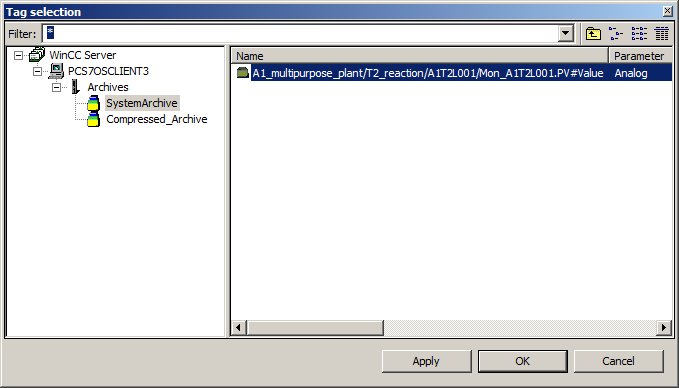 Tag selection
Filter: *
WinCC Server
PCS7OSCLIENT3
Archives
SystemArchive
Compressed_Archive
Name Parameter
A1_multipurpose_plant/T2_reaction/A1T2L001/Mon_A1T2L001.PV#Value Analog
Apply OK Cancel